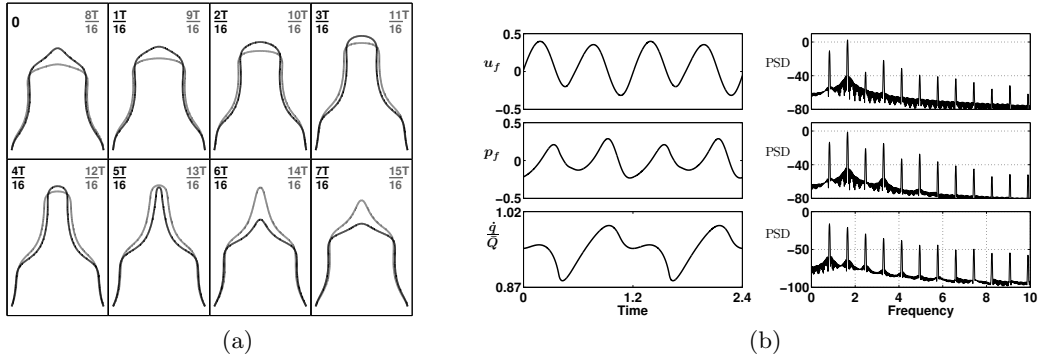 0 8T/16 1T/16 9T/16 2T/16 10T/16 3T/16 11T/16
4T/16 12T/16 5T/16 13T/16 6T/16 14T/16 7T/16 15T/16
(a)
u_f
0.5
0
−0.5
p_f
0.5
0
−0.5
q̇/Q̄
1.02
0.87
0 1.2 2.4
Time
PSD
0
−40
−80
PSD
0
−40
−80
PSD
0
−50
−100
0 2 4 6 8 10
Frequency
(b)